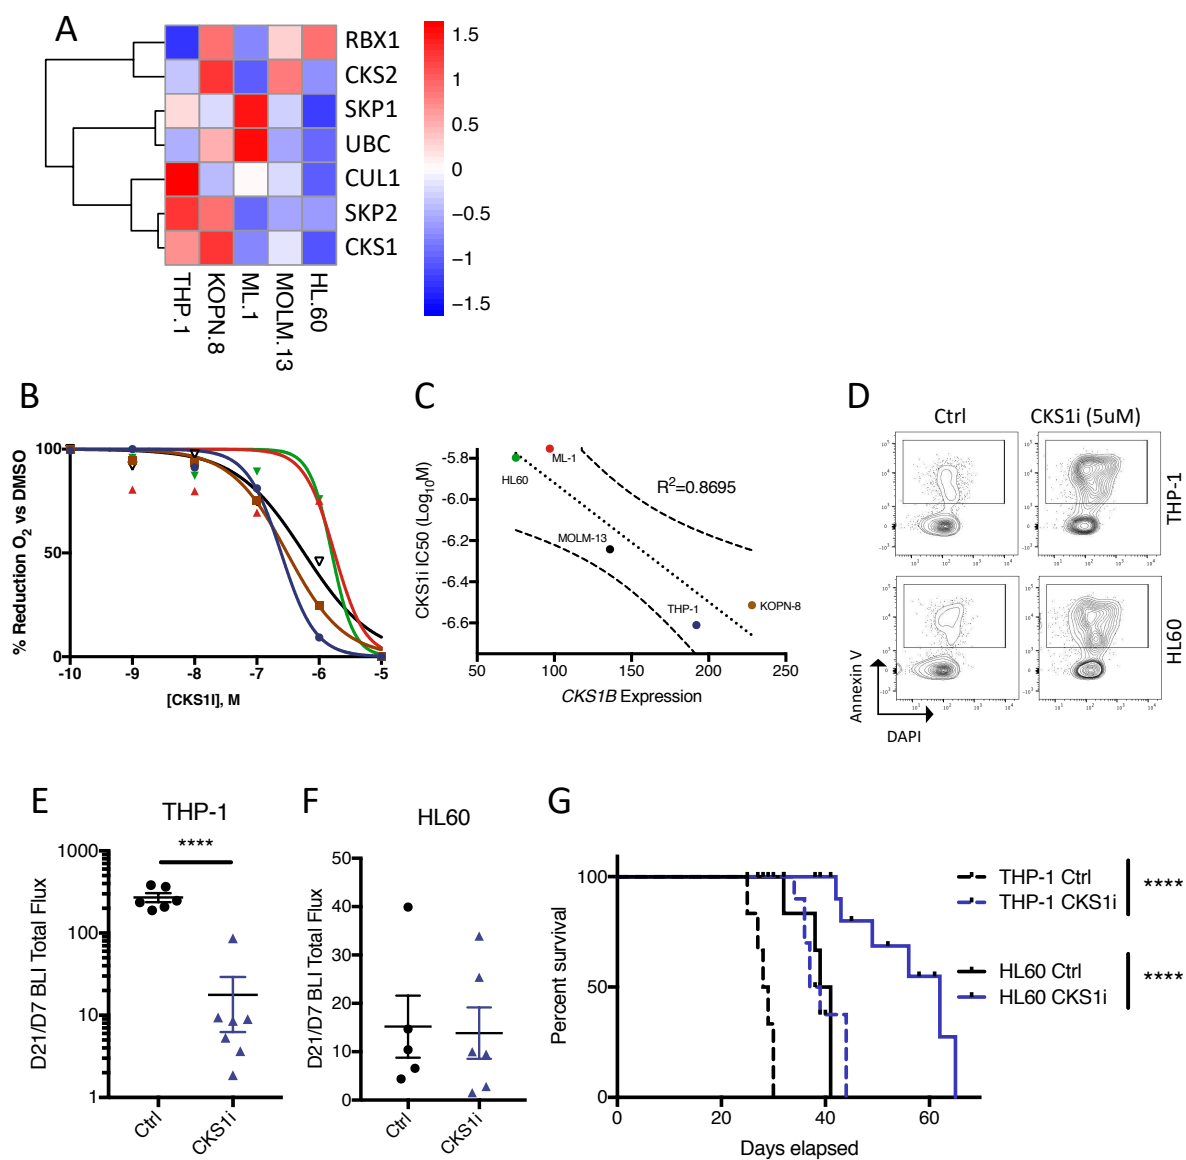 A
RBX1
CKS2
SKP1
UBC
CUL1
SKP2
CKS1
THP.1
KOPN.8
ML.1
MOLM.13
HL.60
1.5
1
0.5
0
−0.5
−1
−1.5
B
% Reduction O2 vs DMSO
100
50
0
-10
-9
-8
-7
-6
-5
[CKS1I], M
C
CKS1i IC50 (Log10M)
-5.8
-6.0
-6.2
-6.4
-6.6
50
100
150
200
250
CKS1B Expression
ML-1
HL60
MOLM-13
THP-1
KOPN-8
R2=0.8695
D
Ctrl
CKS1i (5uM)
THP-1
HL60
Annexin V
DAPI
E
THP-1
****
D21/D7 BLI Total Flux
1000
100
10
1
Ctrl
CKS1i
F
HL60
D21/D7 BLI Total Flux
50
40
30
20
10
0
Ctrl
CKS1i
G
Percent survival
100
50
0
0
20
40
60
Days elapsed
THP-1 Ctrl
THP-1 CKS1i
****
HL60 Ctrl
HL60 CKS1i
****